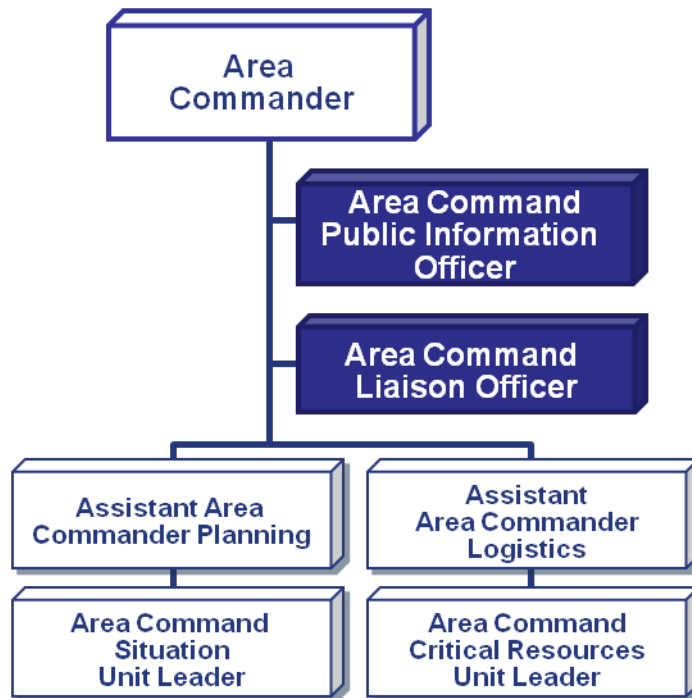 Area
Commander
Area Command
Public Information
Officer
Area Command
Liaison Officer
Assistant Area
Commander Planning
Assistant
Area Commander
Logistics
Area Command
Situation
Unit Leader
Area Command
Critical Resources
Unit Leader